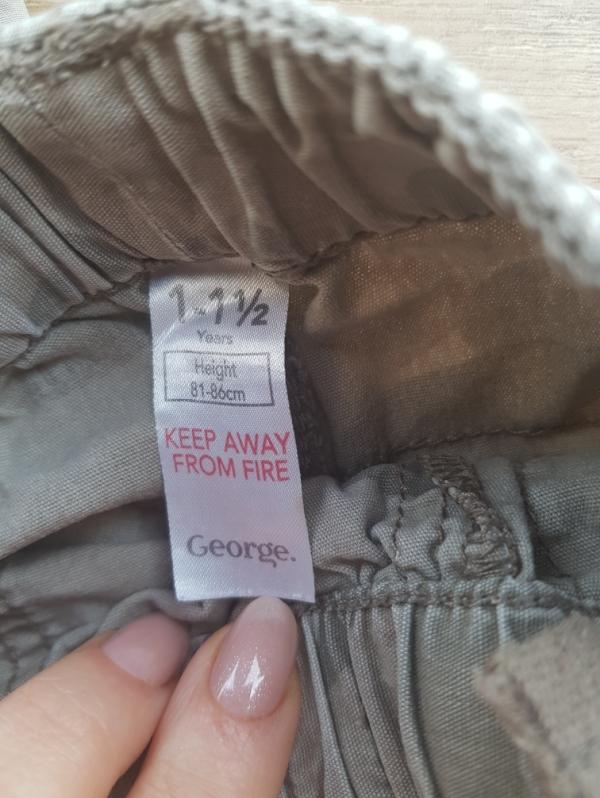 1-1½
Years
Height
81-86cm
KEEP AWAY
FROM FIRE
George.